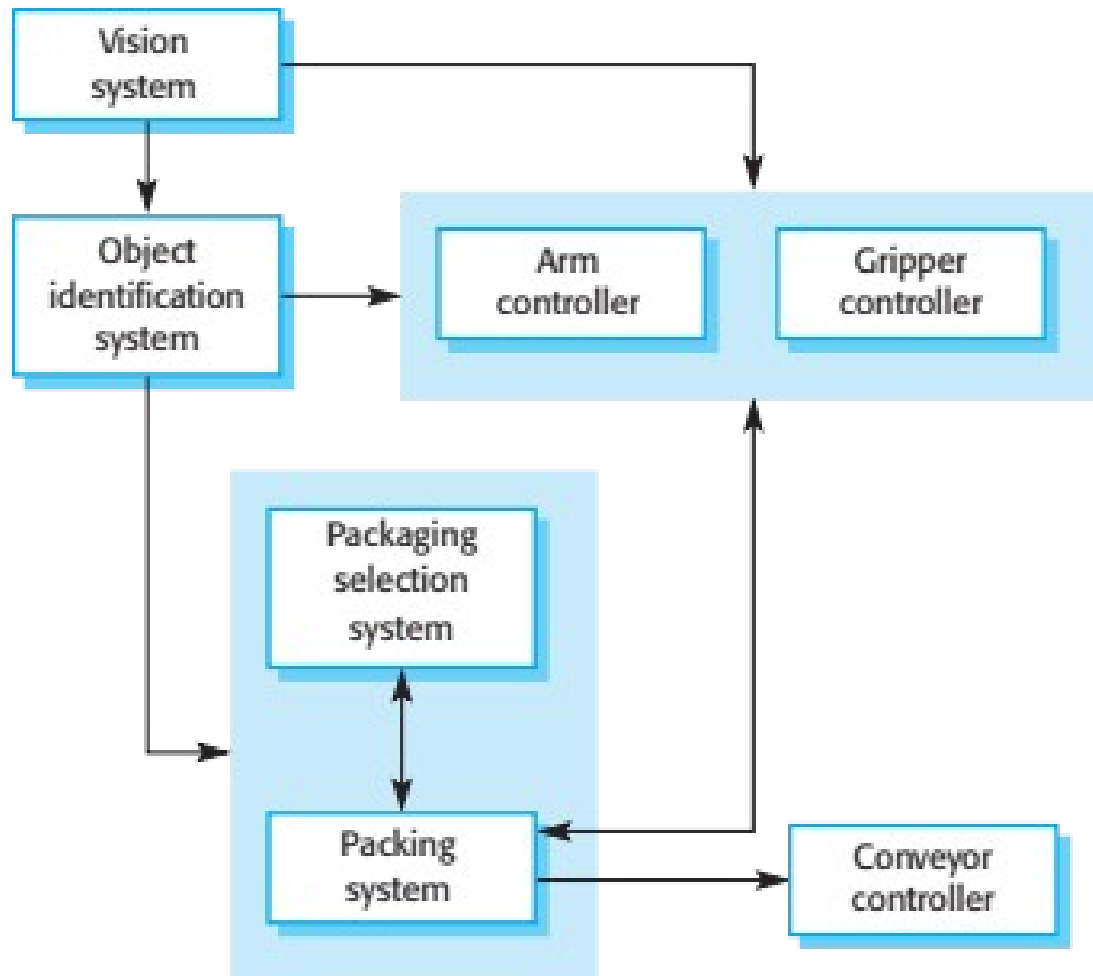 Vision
system
Object
identification
system
Arm
controller
Gripper
controller
Packaging
selection
system
Packing
system
Conveyor
controller